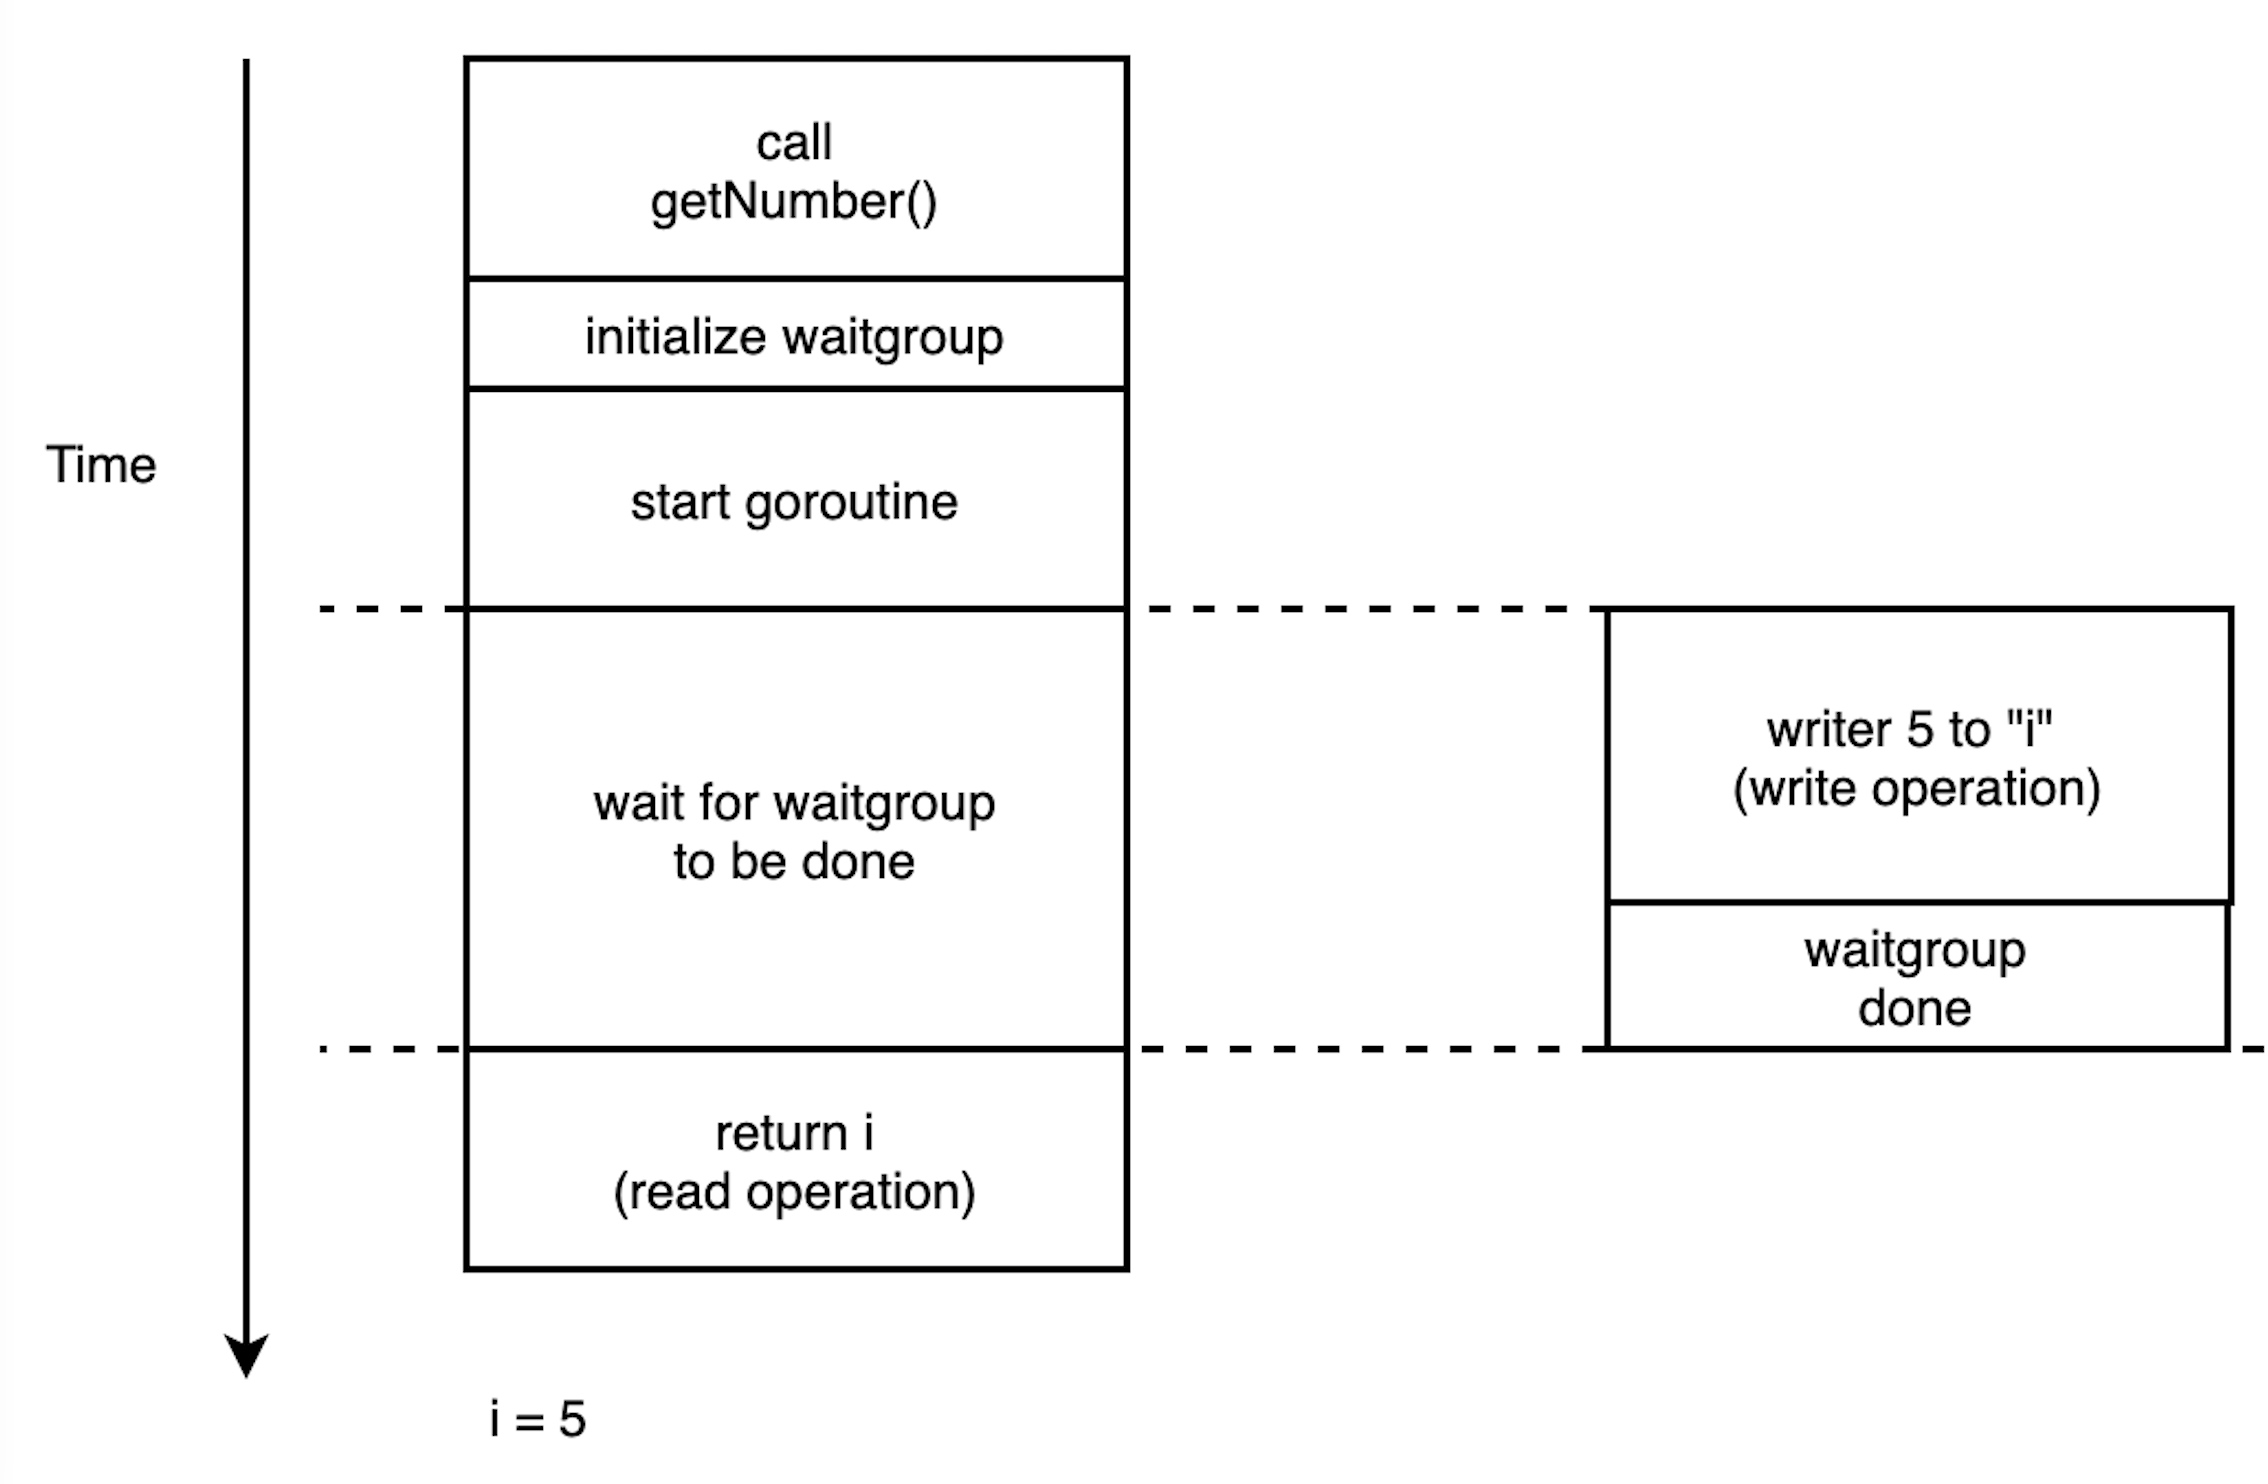 call
getNumber()
initialize waitgroup
Time
start goroutine
writer 5 to "i"
(write operation)
wait for waitgroup
to be done
waitgroup
done
return i
(read operation)
i = 5